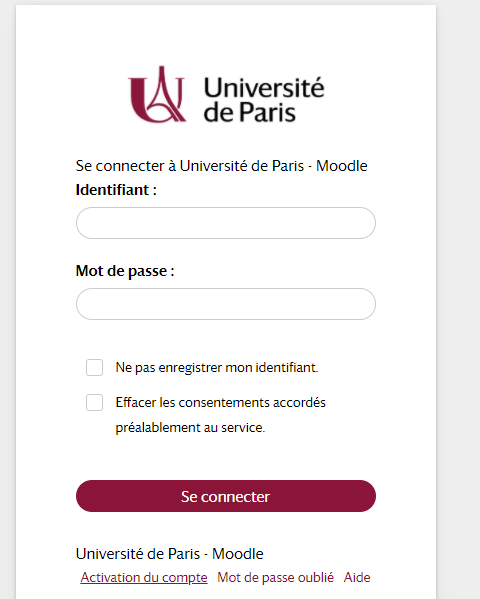 Université
de Paris
Se connecter à Université de Paris - Moodle
Identifiant :
Mot de passe :
Ne pas enregistrer mon identifiant.
Effacer les consentements accordés
préalablement au service.
Se connecter
Université de Paris - Moodle
Activation du compte Mot de passe oublié Aide